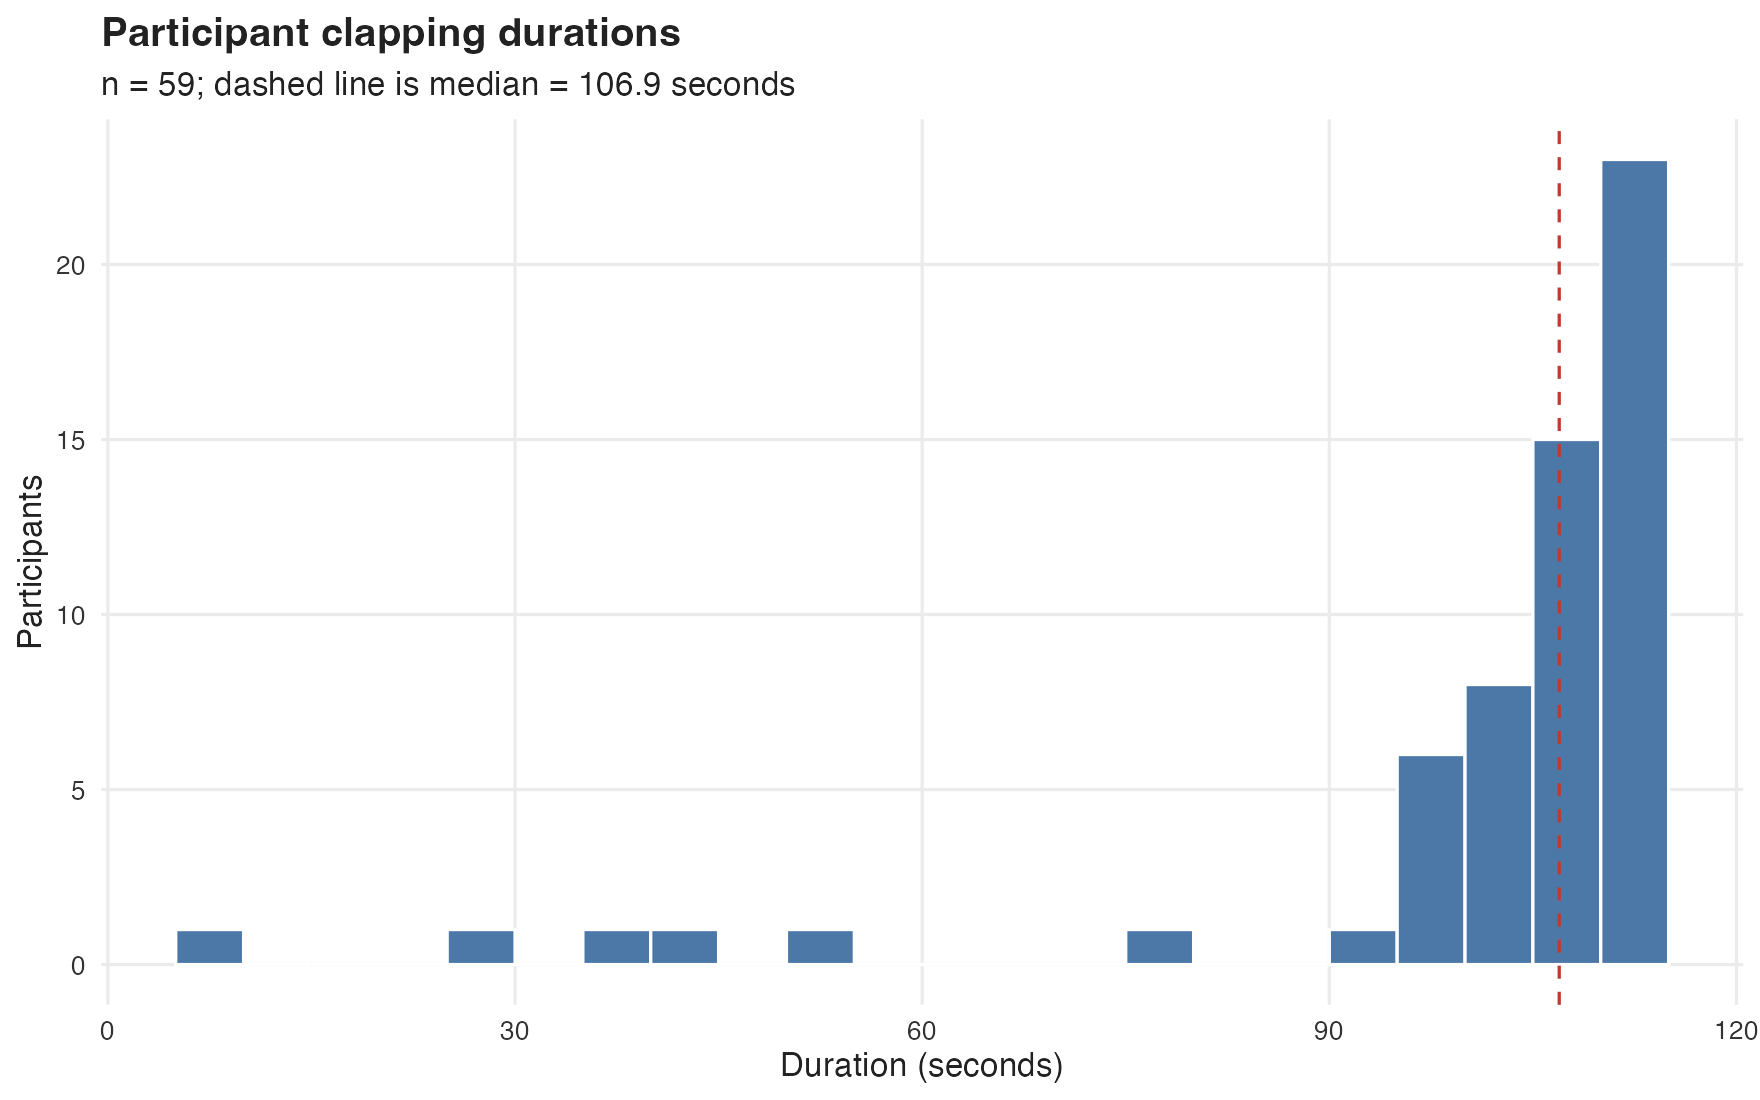 Participant clapping durations
n = 59; dashed line is median = 106.9 seconds
Participants
20
15
10
5
0
0 30 60 90 120
Duration (seconds)